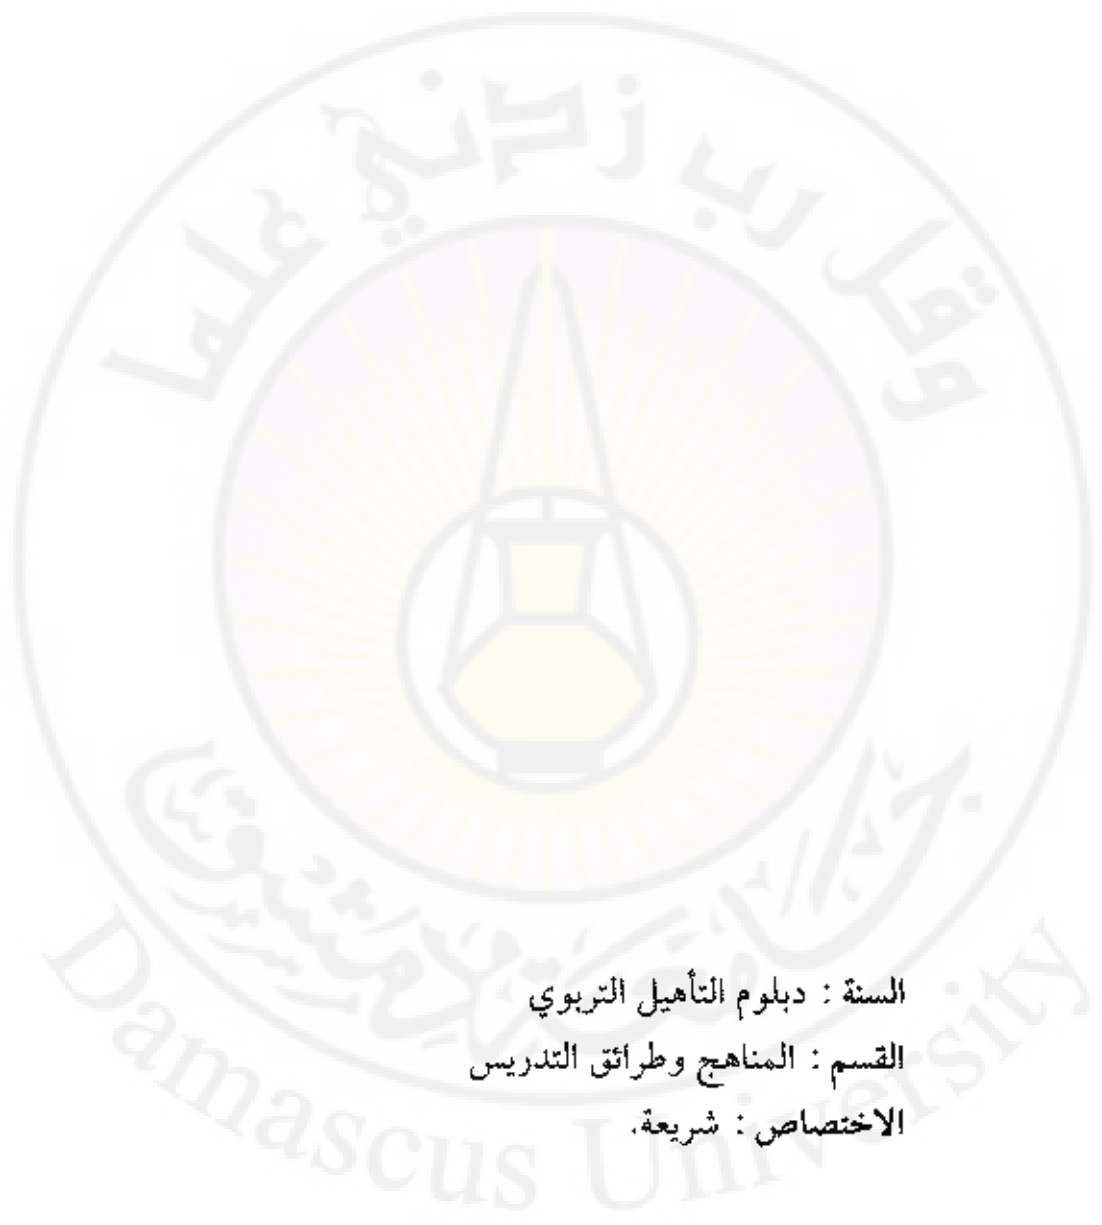 وقل رب زدني علما
جامعة دمشق
Damascus University
السنة : دبلوم التأهيل التربوي
القسم : المناهج وطرائق التدريس
الاختصاص : شريعة.